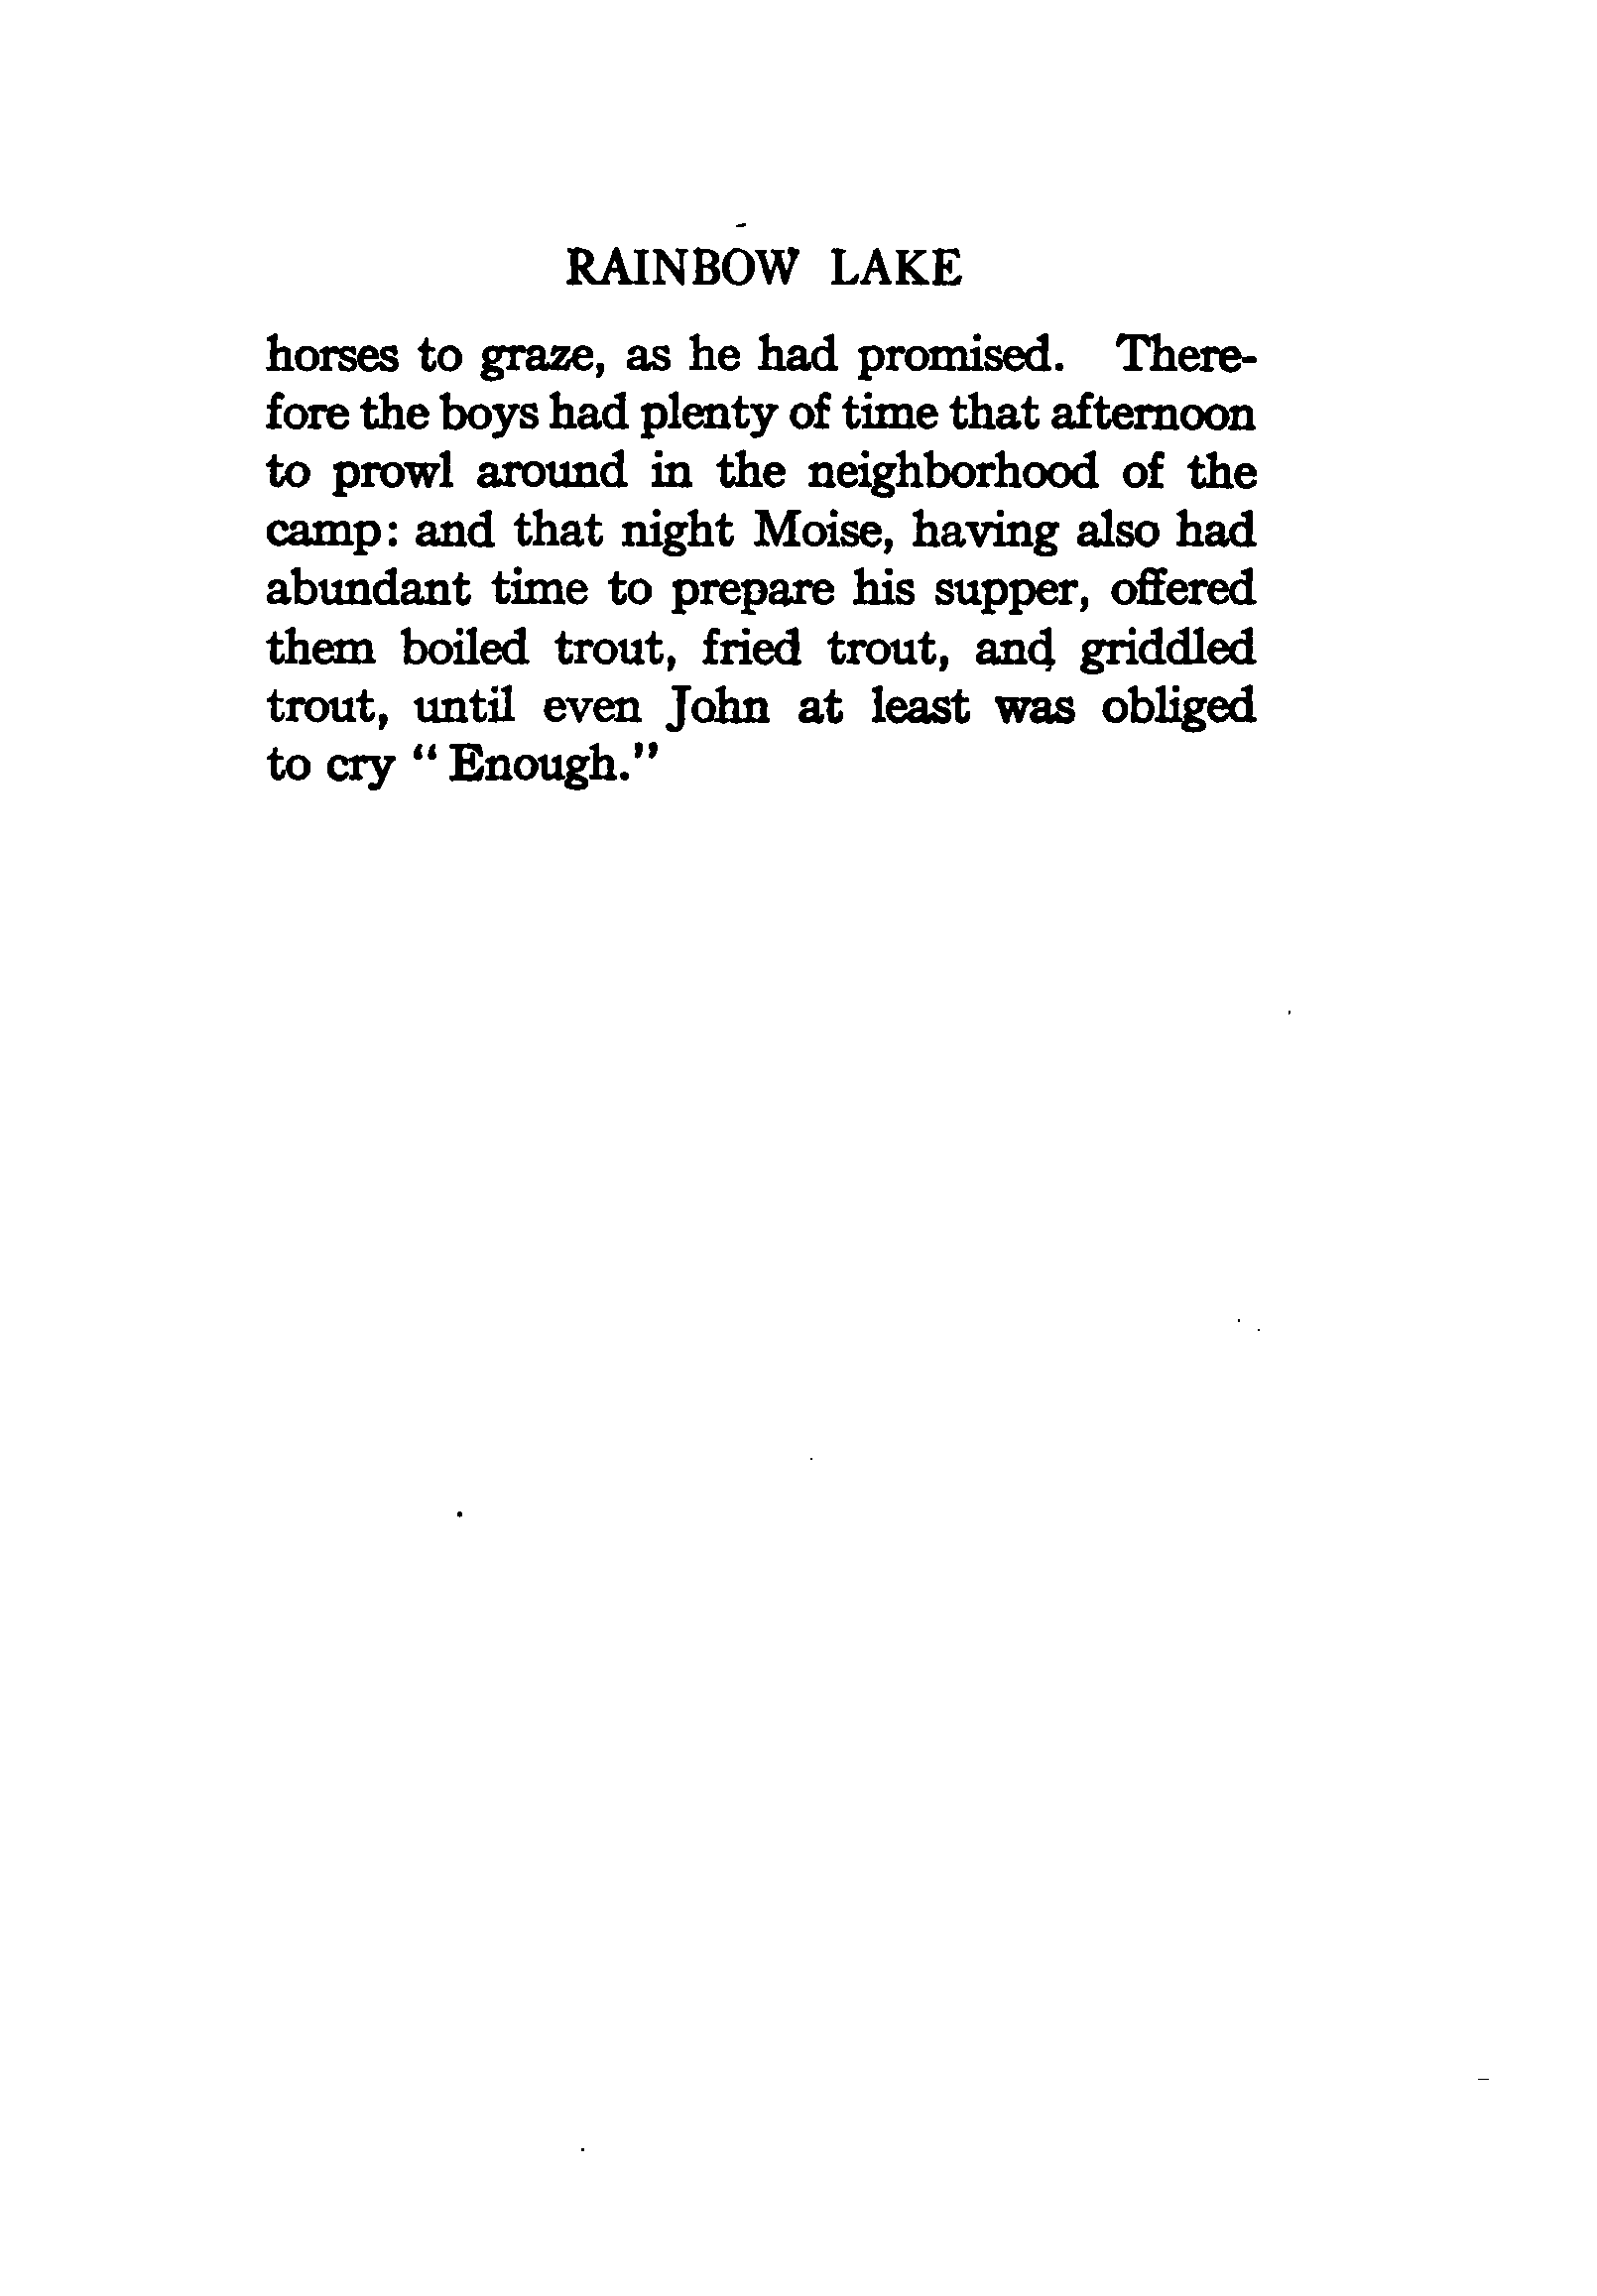 RAINBOW LAKE
horses to graze, as he had promised. There-
fore the boys had plenty of time that afternoon
to prowl around in the neighborhood of the
camp: and that night Moise, having also had
abundant time to prepare his supper, offered
them boiled trout, fried trout, and griddled
trout, until even John at least was obliged
to cry "Enough."